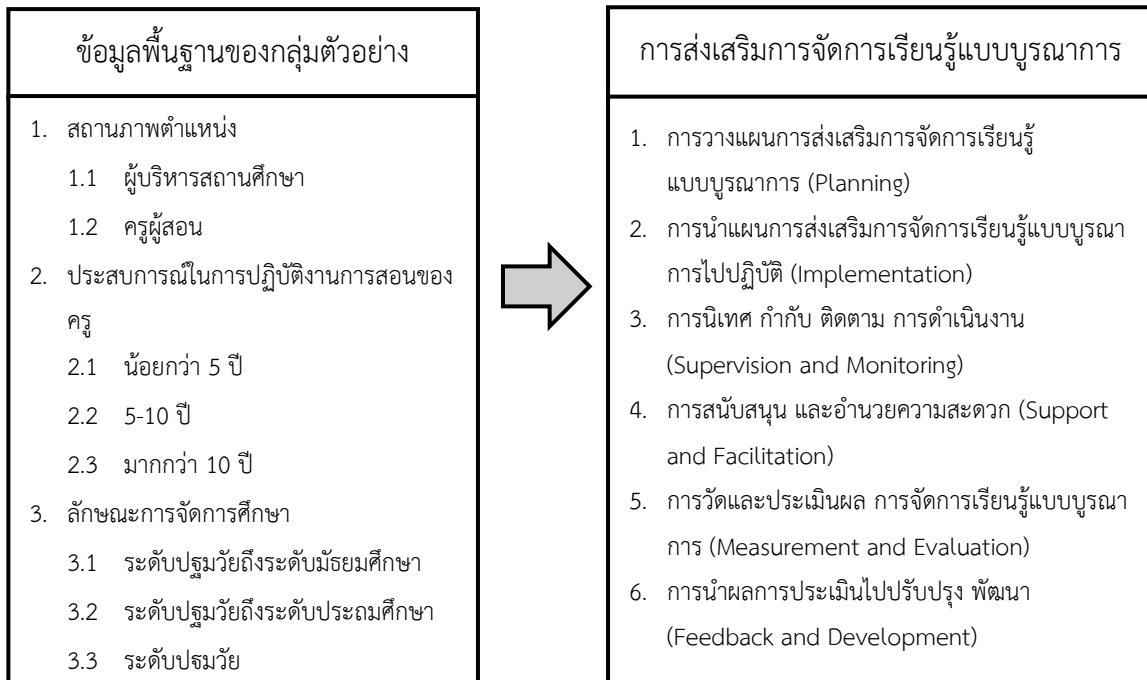 ข้อมูลพื้นฐานของกลุ่มตัวอย่าง
1. สถานภาพตำแหน่ง
1.1 ผู้บริหารสถานศึกษา
1.2 ครูผู้สอน
2. ประสบการณ์ในการปฏิบัติงานการสอนของ
ครู
2.1 น้อยกว่า 5 ปี
2.2 5-10 ปี
2.3 มากกว่า 10 ปี
3. ลักษณะการจัดการศึกษา
3.1 ระดับปฐมวัยถึงระดับมัธยมศึกษา
3.2 ระดับปฐมวัยถึงระดับประถมศึกษา
3.3 ระดับปฐมวัย
การส่งเสริมการจัดการเรียนรู้แบบบูรณาการ
1. การวางแผนการส่งเสริมการจัดการเรียนรู้
แบบบูรณาการ (Planning)
2. การนำแผนการส่งเสริมการจัดการเรียนรู้แบบบูรณา
การไปปฏิบัติ (Implementation)
3. การนิเทศ กำกับ ติดตาม การดำเนินงาน
(Supervision and Monitoring)
4. การสนับสนุน และอำนวยความสะดวก (Support
and Facilitation)
5. การวัดและประเมินผล การจัดการเรียนรู้แบบบูรณา
การ (Measurement and Evaluation)
6. การนำผลการประเมินไปปรับปรุง พัฒนา
(Feedback and Development)